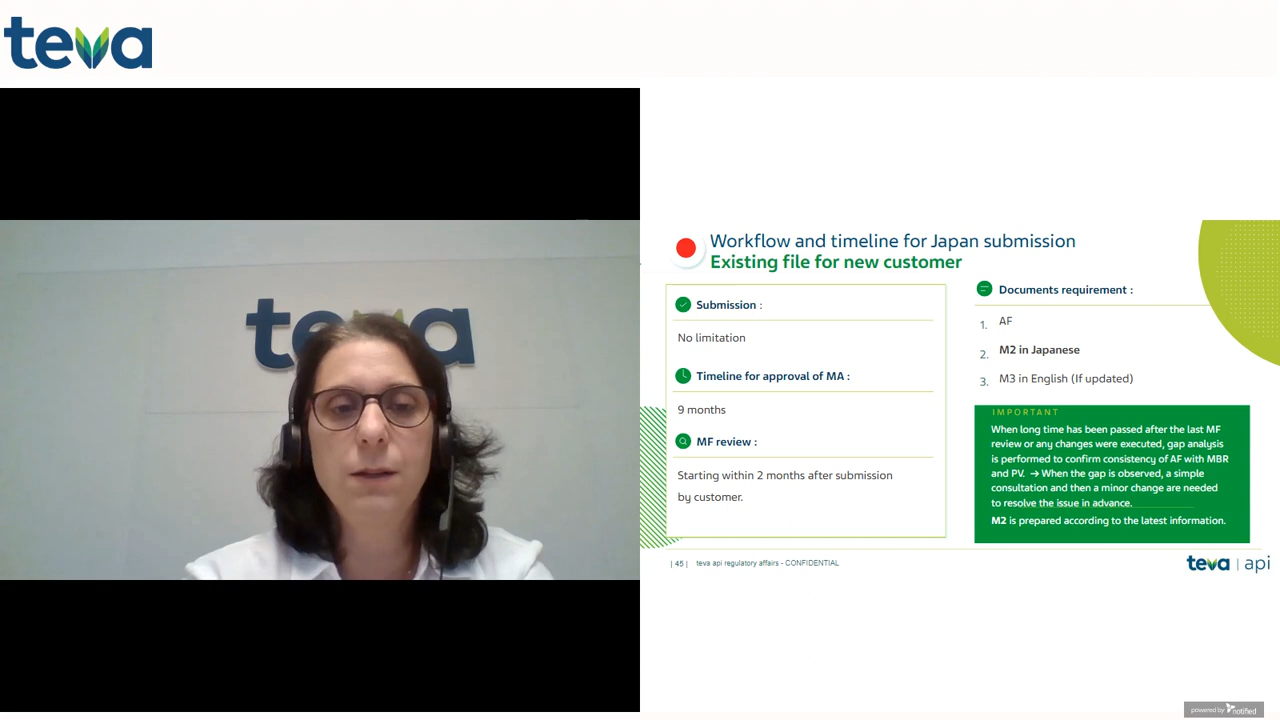 teva
teva
Workflow and timeline for Japan submission
Existing file for new customer
Submission :
No limitation
Timeline for approval of MA :
9 months
MF review :
Starting within 2 months after submission
by customer.
Documents requirement :
1. AF
2. M2 in Japanese
3. M3 in English (If updated)
IMPORTANT
When long time has been passed after the last MF
review or any changes were executed, gap analysis
is performed to confirm consistency of AF with MBR
and PV. → When the gap is observed, a simple
consultation and then a minor change are needed
to resolve the issue in advance.
M2 is prepared according to the latest information.
| 45 | teva api regulatory affairs - CONFIDENTIAL
teva | api
powered by notified